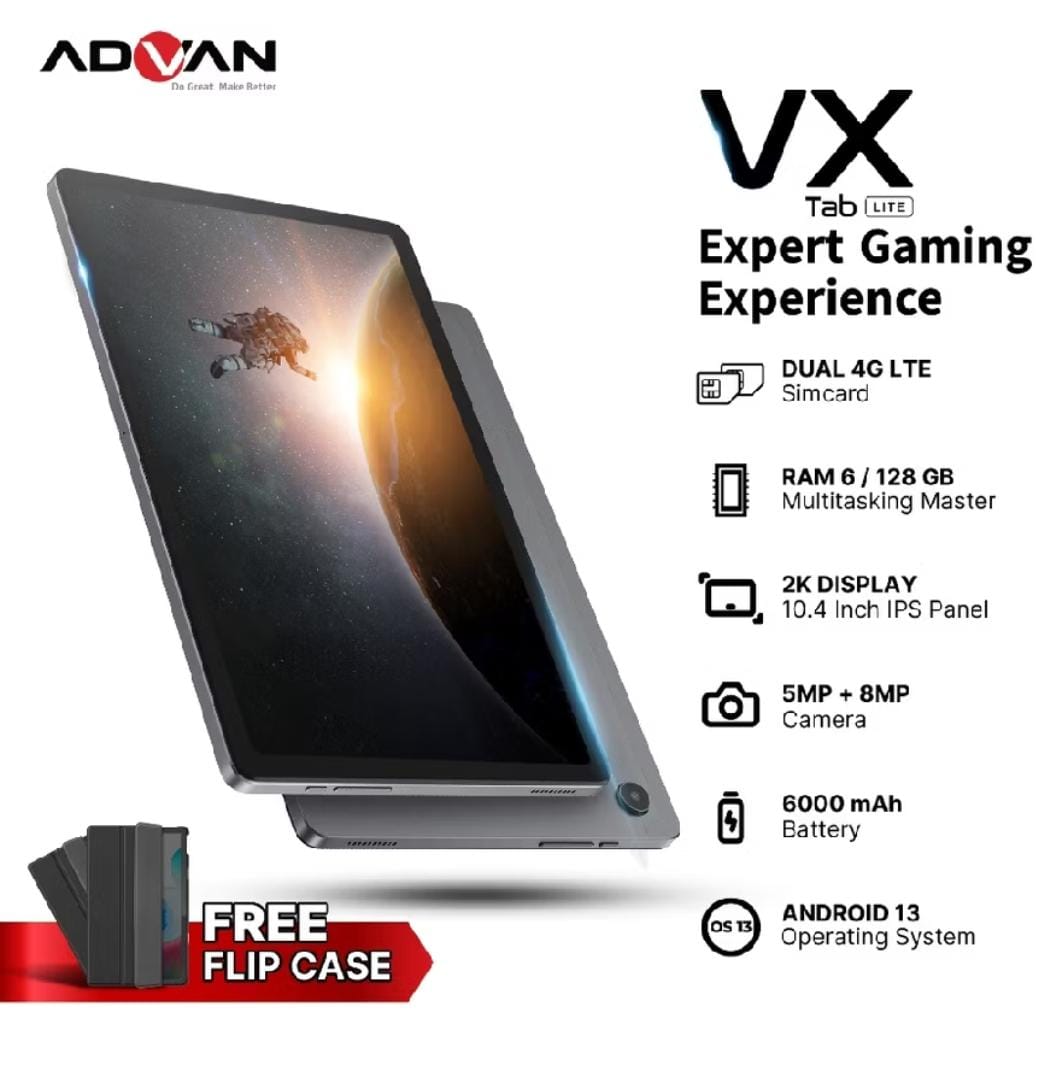 ADVAN
Do Great. Make Better
VX
Tab LITE
Expert Gaming
Experience
DUAL 4G LTE
Simcard
RAM 6 / 128 GB
Multitasking Master
2K DISPLAY
10.4 Inch IPS Panel
5MP + 8MP
Camera
6000 mAh
Battery
OS 13
ANDROID 13
Operating System
FREE
FLIP CASE